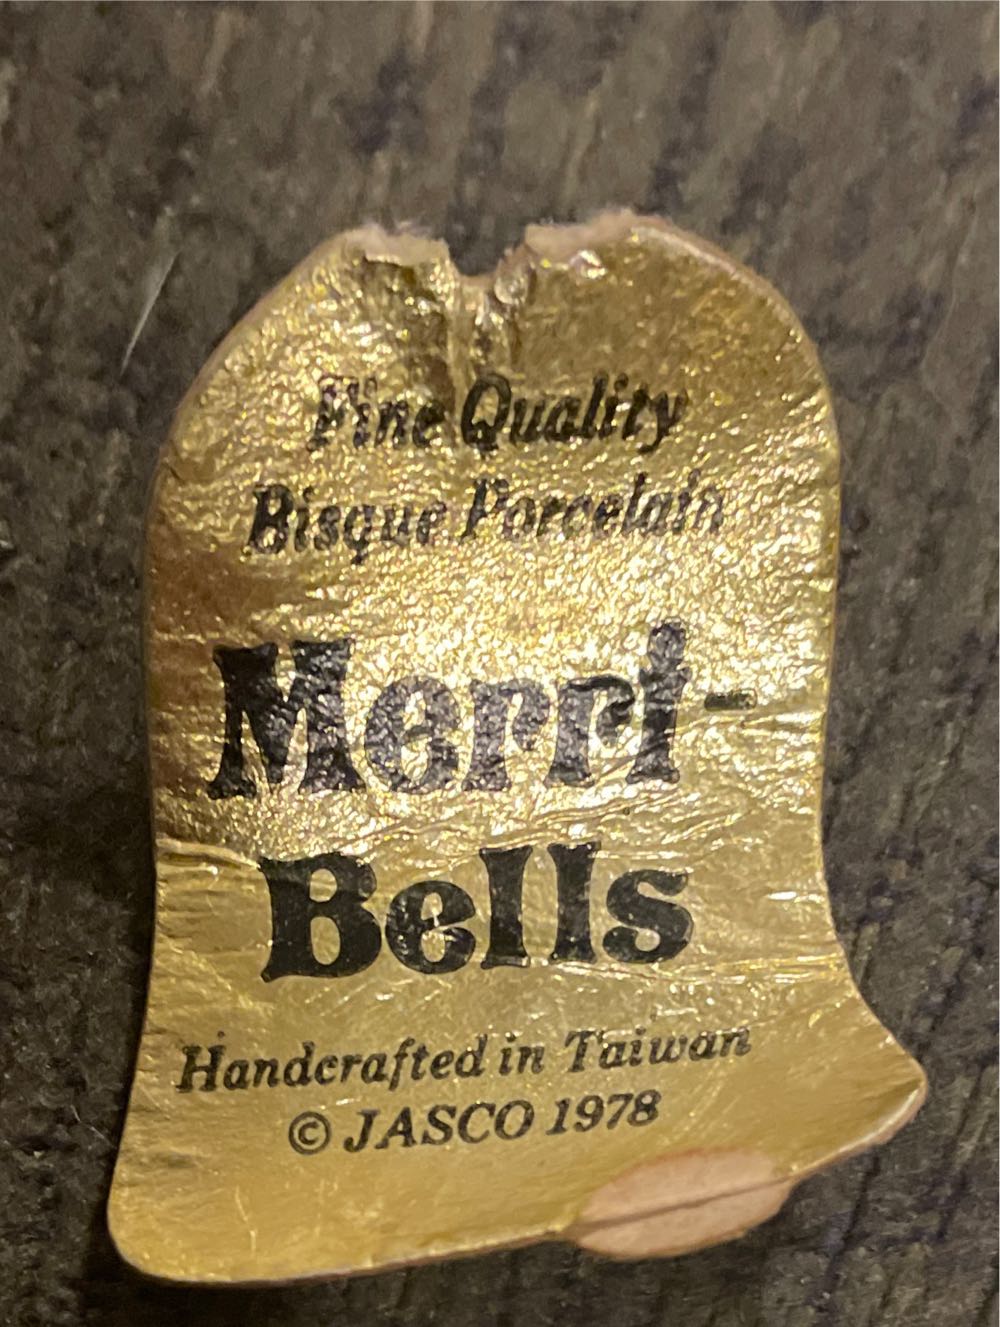 Fine Quality
Bisque Porcelain
Merri-
Bells
Handcrafted in Taiwan
© JASCO 1978